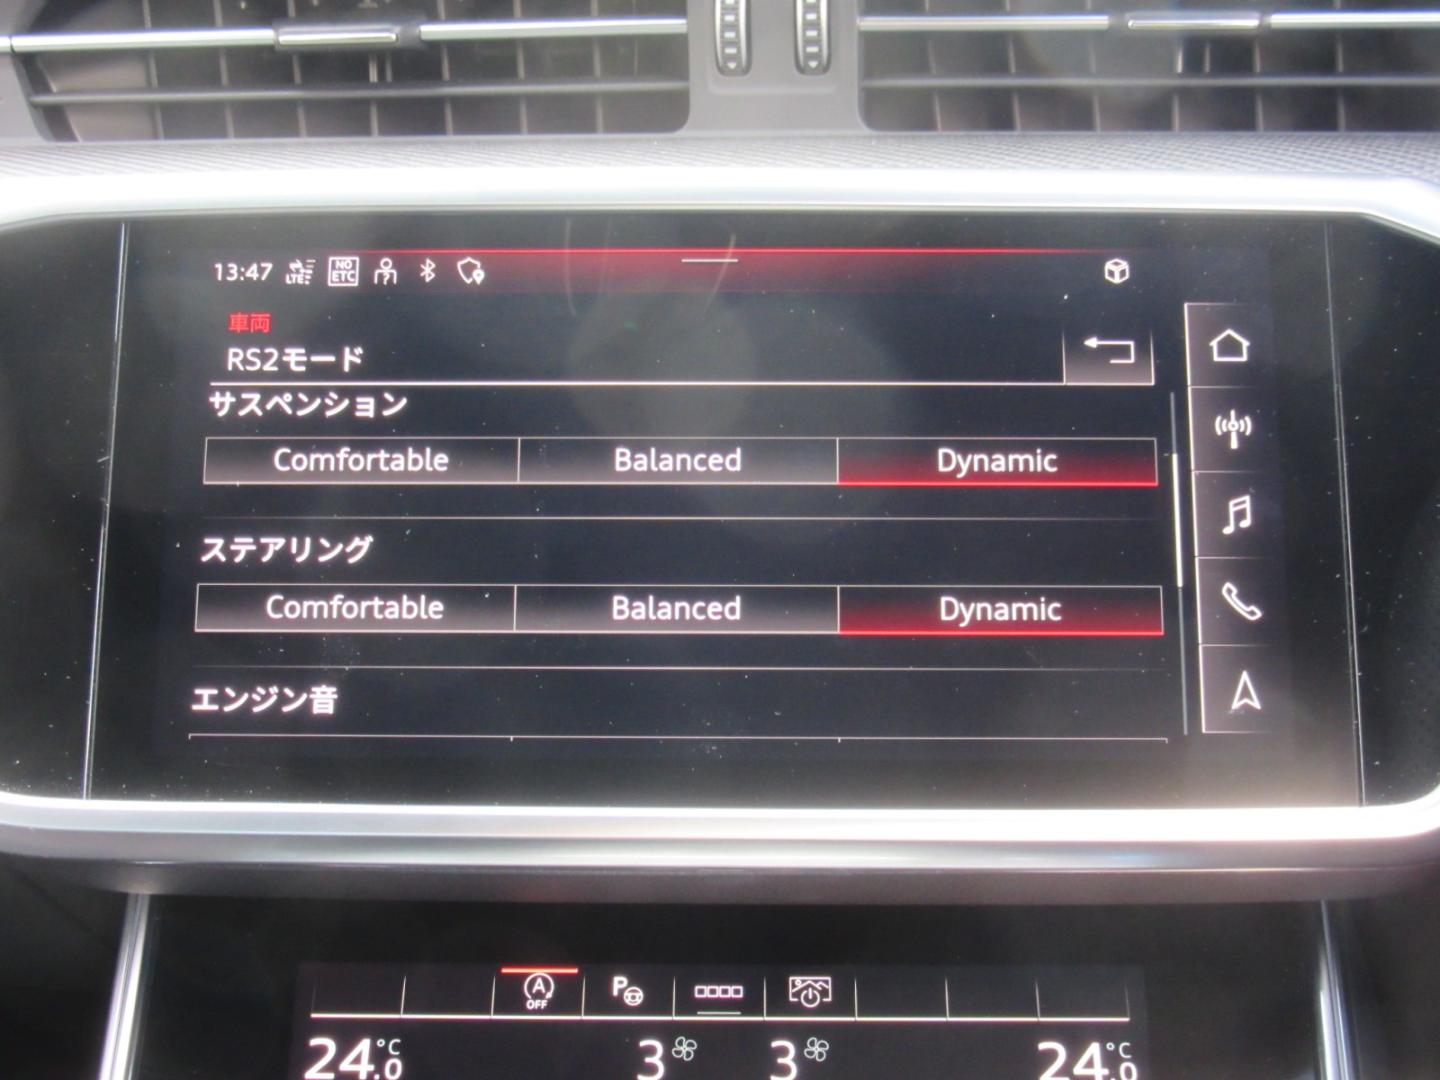 13:47 LTE NO ETC
車両
RS2モード
サスペンション
Comfortable Balanced Dynamic
ステアリング
Comfortable Balanced Dynamic
エンジン音
A OFF P
24.0°C 3 3 24.0°C